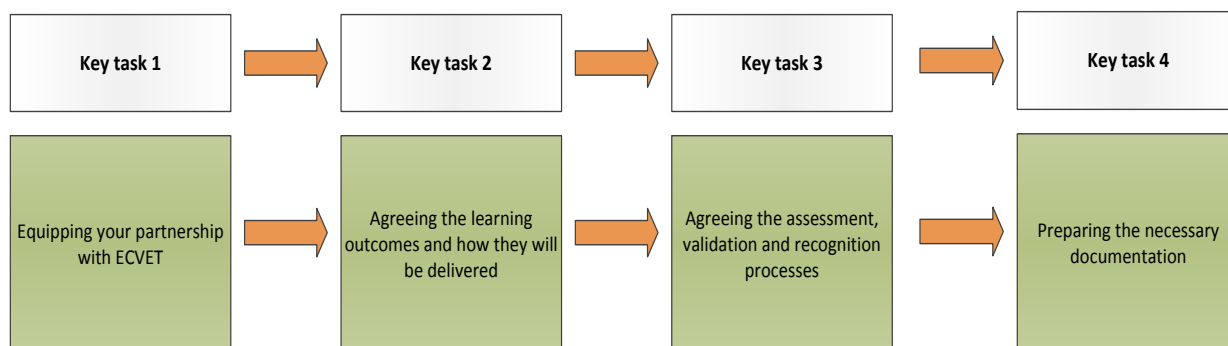 Key task 1
Key task 2
Key task 3
Key task 4
Equipping your partnership
with ECVET
Agreeing the learning
outcomes and how they will
be delivered
Agreeing the assessment,
validation and recognition
processes
Preparing the necessary
documentation